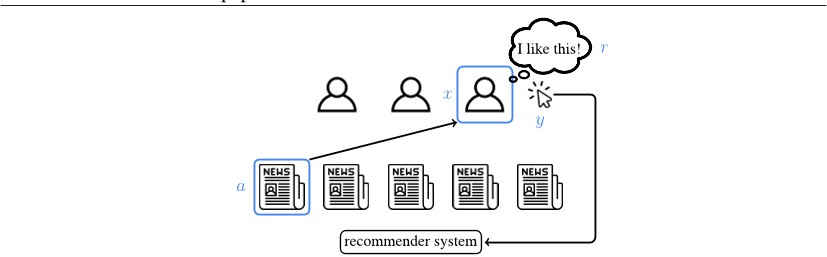 I like this!
r
x
y
a
NEWS
NEWS
NEWS
NEWS
NEWS
recommender system